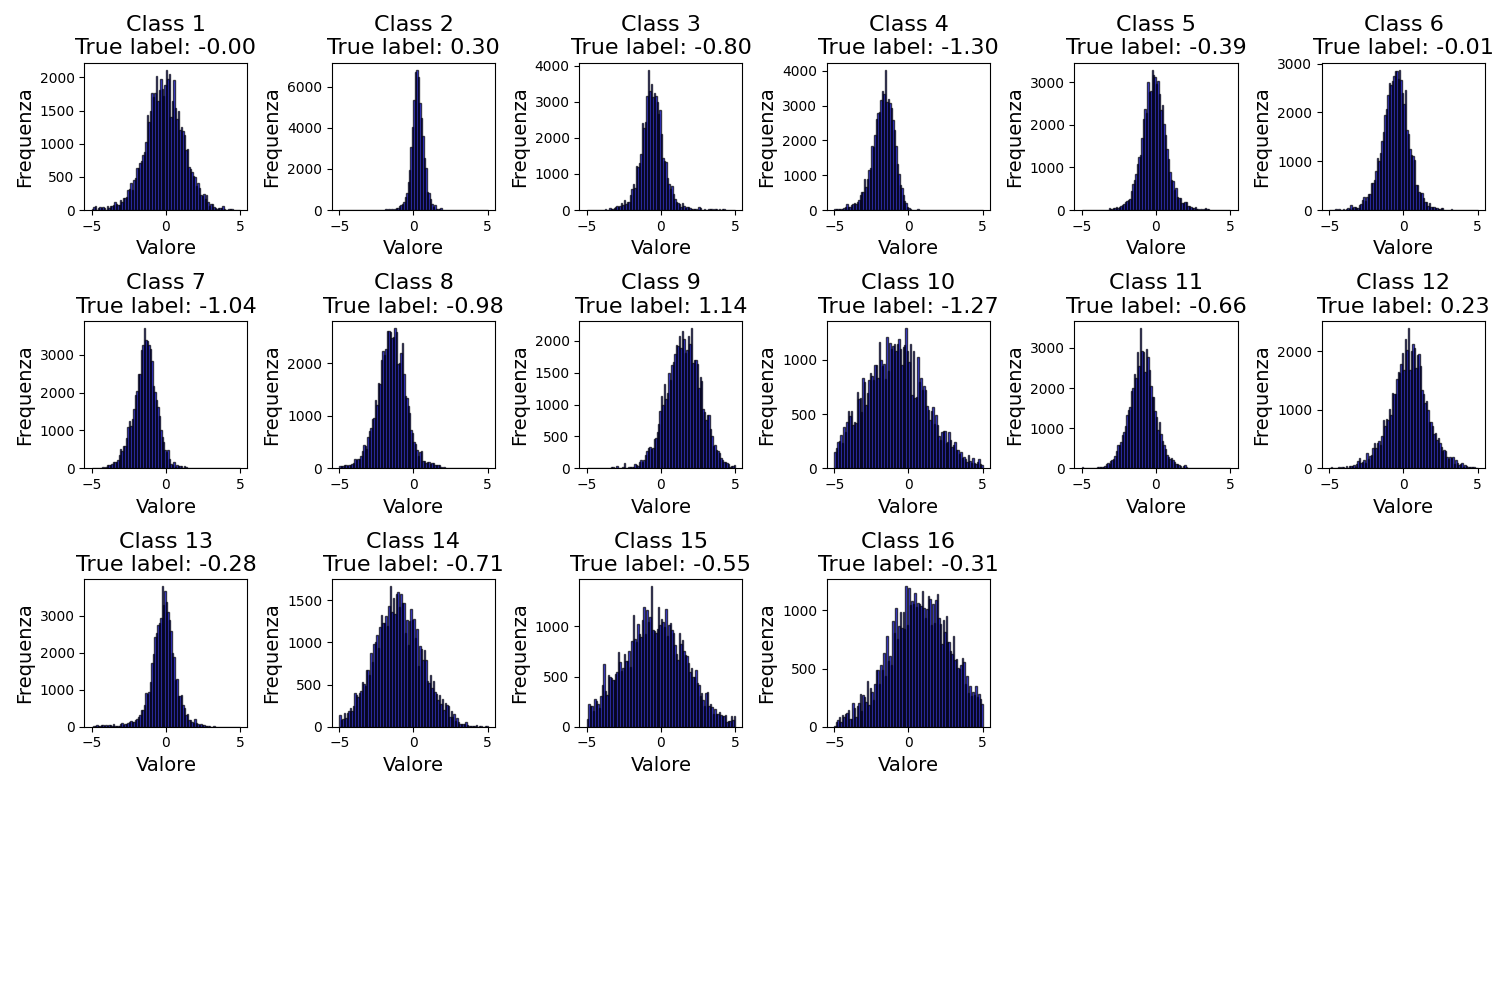 Class 1
True label: -0.00
Frequenza
2000
1500
1000
500
0
−5 0 5
Valore
Class 2
True label: 0.30
Frequenza
6000
4000
2000
0
−5 0 5
Valore
Class 3
True label: -0.80
Frequenza
4000
3000
2000
1000
0
−5 0 5
Valore
Class 4
True label: -1.30
Frequenza
4000
3000
2000
1000
0
−5 0 5
Valore
Class 5
True label: -0.39
Frequenza
3000
2000
1000
0
−5 0 5
Valore
Class 6
True label: -0.01
Frequenza
3000
2000
1000
0
−5 0 5
Valore
Class 7
True label: -1.04
Frequenza
3000
2000
1000
0
−5 0 5
Valore
Class 8
True label: -0.98
Frequenza
2000
1000
0
−5 0 5
Valore
Class 9
True label: 1.14
Frequenza
2000
1500
1000
500
0
−5 0 5
Valore
Class 10
True label: -1.27
Frequenza
1000
500
0
−5 0 5
Valore
Class 11
True label: -0.66
Frequenza
3000
2000
1000
0
−5 0 5
Valore
Class 12
True label: 0.23
Frequenza
2000
1000
0
−5 0 5
Valore
Class 13
True label: -0.28
Frequenza
3000
2000
1000
0
−5 0 5
Valore
Class 14
True label: -0.71
Frequenza
1500
1000
500
0
−5 0 5
Valore
Class 15
True label: -0.55
Frequenza
1000
500
0
−5 0 5
Valore
Class 16
True label: -0.31
Frequenza
1000
500
0
−5 0 5
Valore